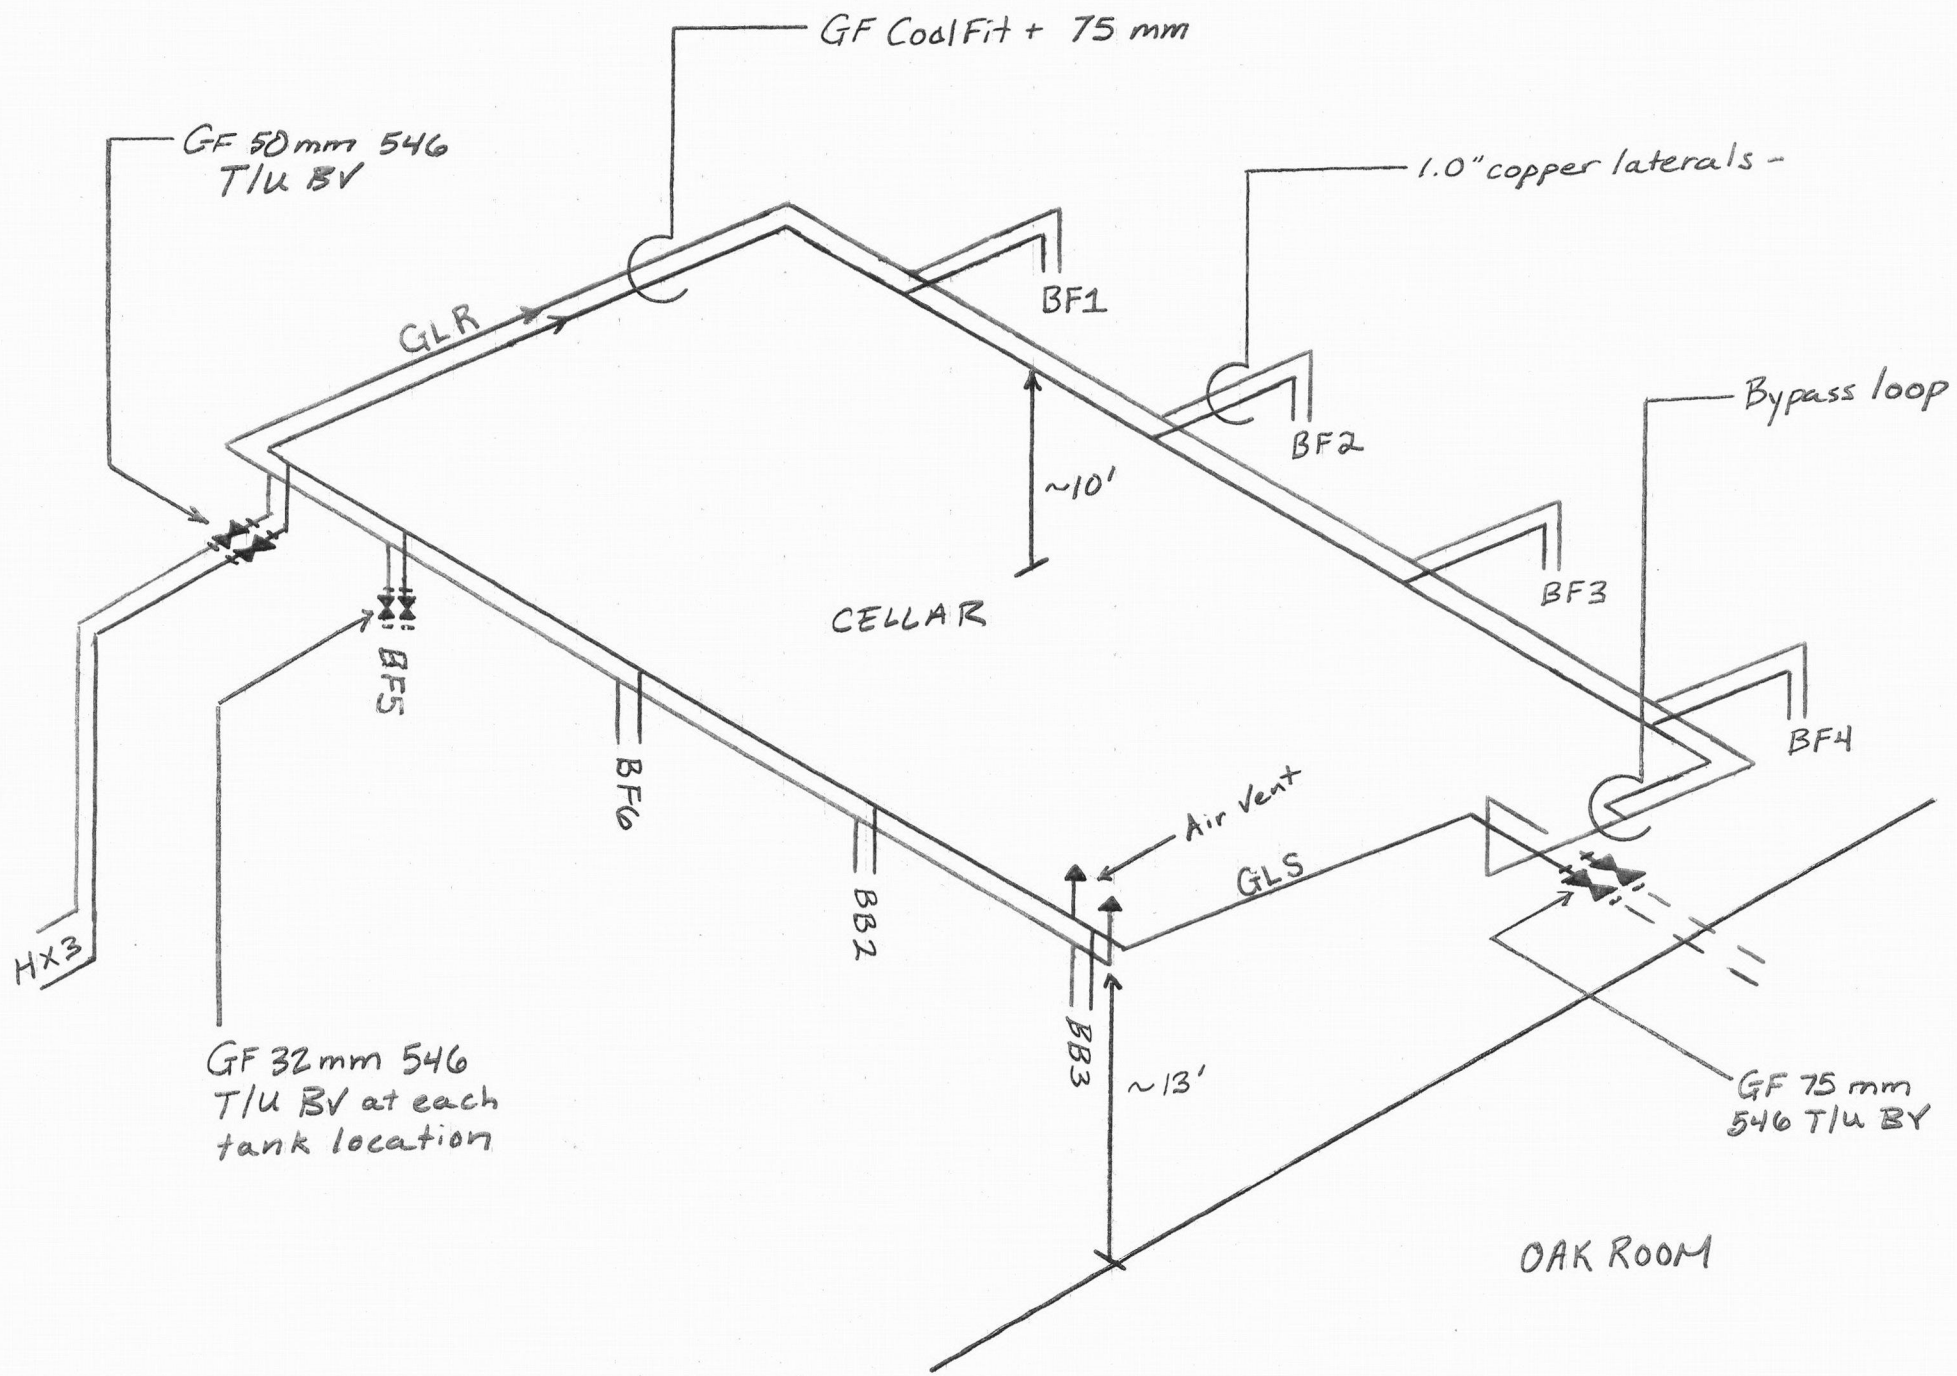 GF CoolFit + 75 mm
GF 50mm 546
T/U BV
1.0" copper laterals -
BF1
GLR
Bypass loop
BF2
~10'
BF3
CELLAR
BF5
BF4
BF6
Air Vent
GLS
BB2
HX3
BB3
GF 32mm 546
T/U BV at each
tank location
~13'
GF 75 mm
546 T/U BV
OAK ROOM